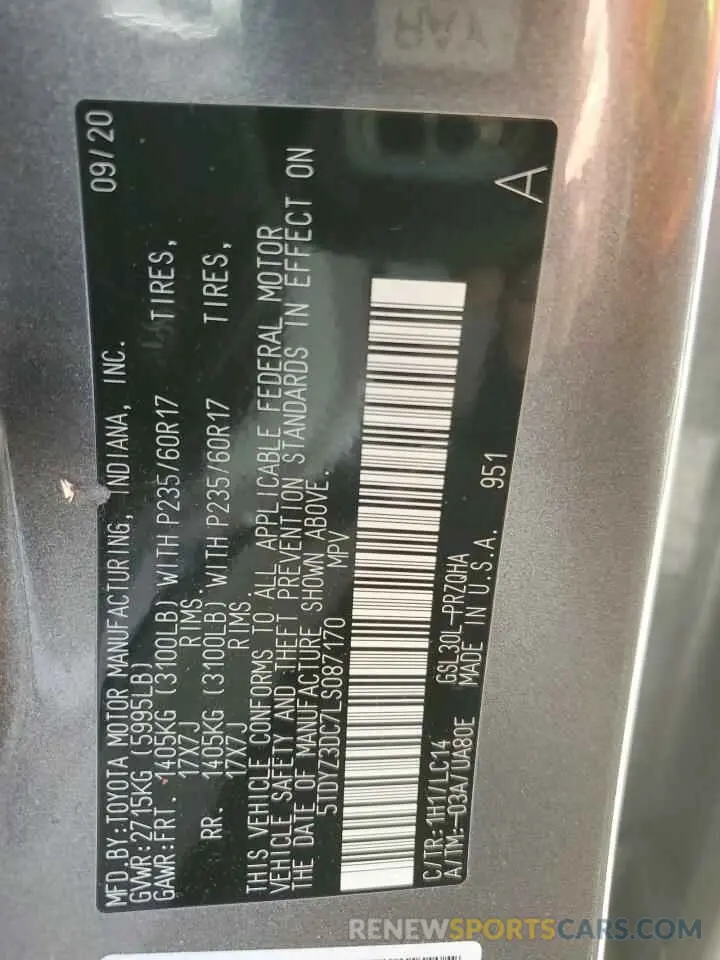 MFD.BY:TOYOTA MOTOR MANUFACTURING, INDIANA, INC. 09/20
GVWR:2715KG (5995LB)
GAWR:FRT. 1405KG (3100LB) WITH P235/60R17 TIRES,
17X7J RIMS.
RR. 1405KG (3100LB) WITH P235/60R17 TIRES,
17X7J RIMS
THIS VEHICLE CONFORMS TO ALL APPLICABLE FEDERAL MOTOR
VEHICLE SAFETY AND THEFT PREVENTION STANDARDS IN EFFECT ON
THE DATE OF MANUFACTURE SHOWN ABOVE.
5TDYZ3DC7LS087170 MPV
C/TR:1H1/LC14 GSL30L-PRZQHA
A/TM:-03A/UA80E MADE IN U.S.A. 951
A
RENEWSPORTSCARS.COM